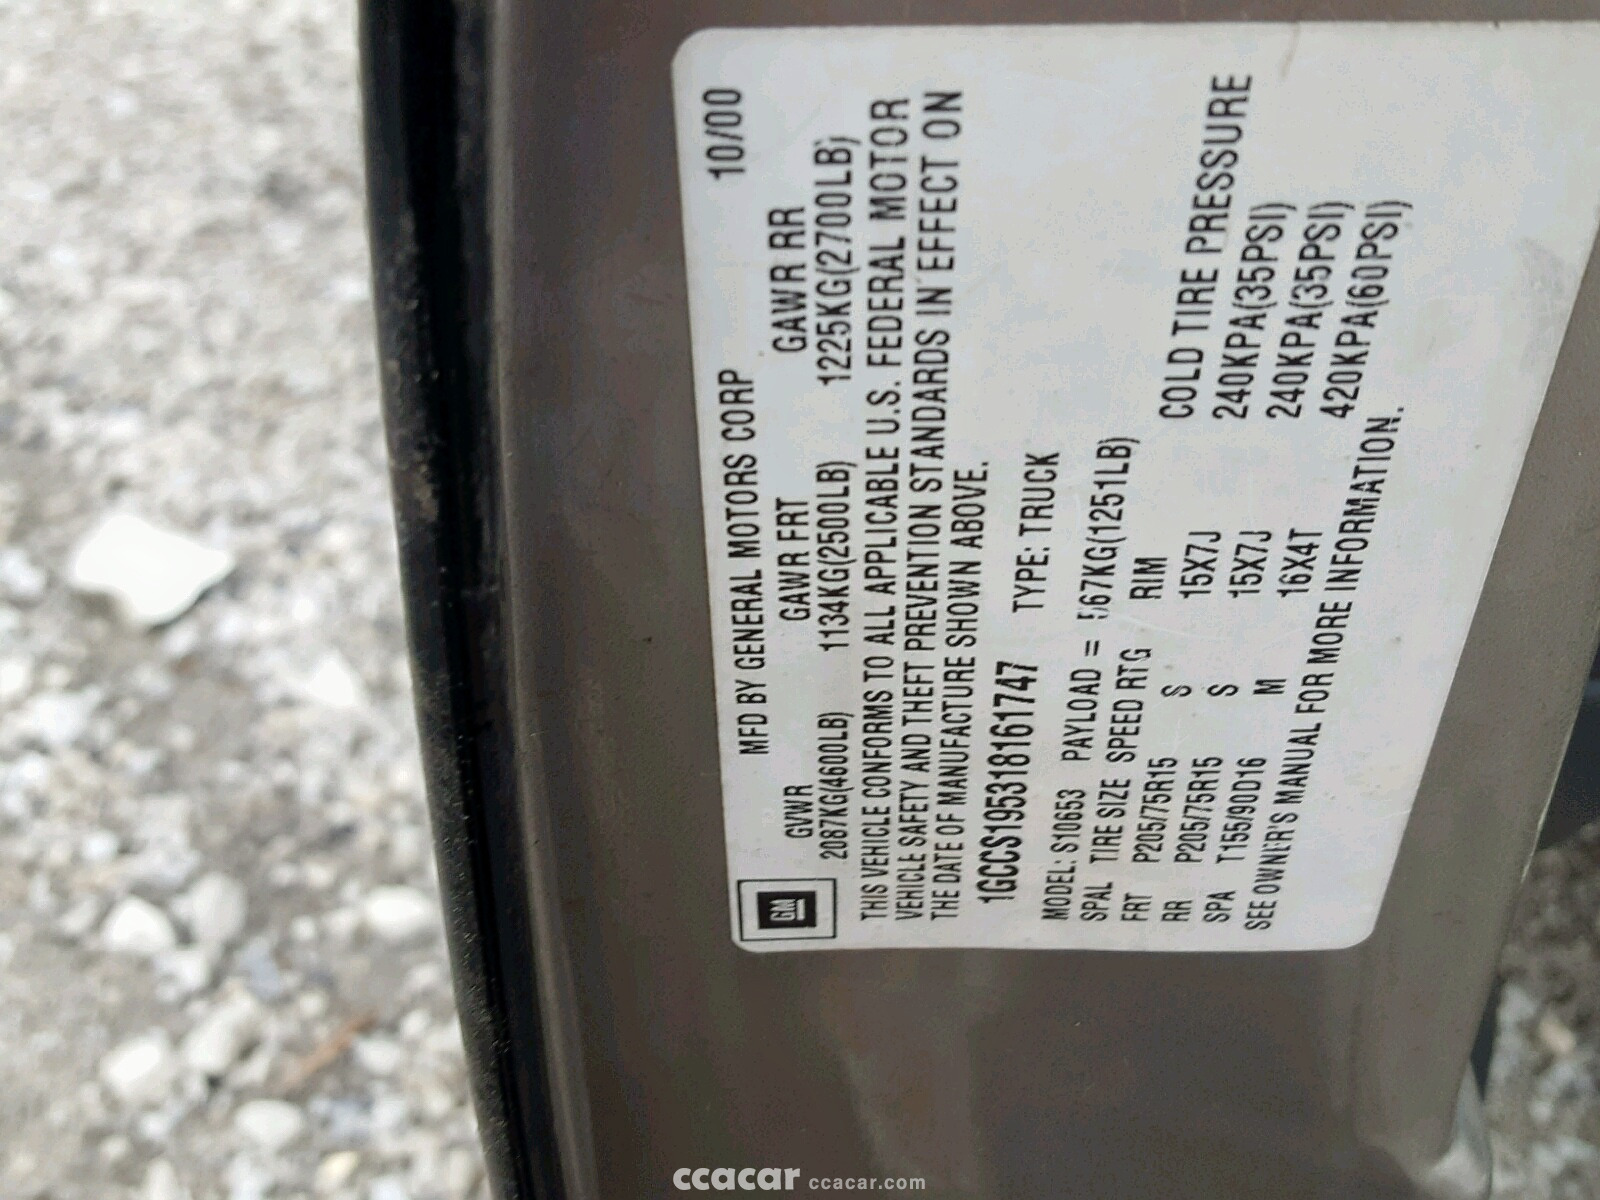 MFD BY GENERAL MOTORS CORP 10/00
GM
GVWR GAWR FRT GAWR RR
2087KG(4600LB) 1134KG(2500LB) 1225KG(2700LB)
THIS VEHICLE CONFORMS TO ALL APPLICABLE U.S. FEDERAL MOTOR
VEHICLE SAFETY AND THEFT PREVENTION STANDARDS IN EFFECT ON
THE DATE OF MANUFACTURE SHOWN ABOVE.
1GCCS195318161747 TYPE: TRUCK
MODEL: S10653 PAYLOAD = 567KG(1251LB)
SPAL TIRE SIZE SPEED RTG RIM COLD TIRE PRESSURE
FRT P205/75R15 S 15X7J 240KPA(35PSI)
RR P205/75R15 S 15X7J 240KPA(35PSI)
SPA T155/90D16 M 16X4T 420KPA(60PSI)
SEE OWNER'S MANUAL FOR MORE INFORMATION.
ccacar ccacar.com